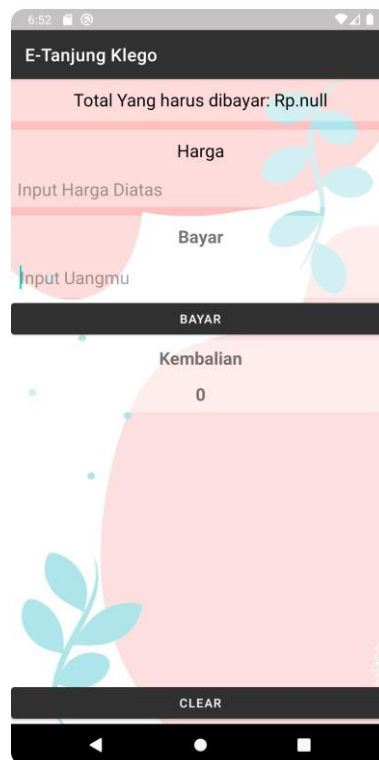 6:52
E-Tanjung Klego
Total Yang harus dibayar: Rp.null
Harga
Input Harga Diatas
Bayar
Input Uangmu
BAYAR
Kembalian
0
CLEAR